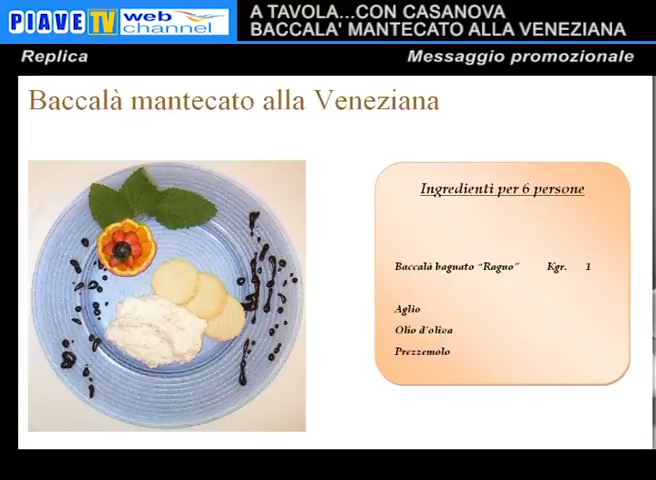 PIAVE TV web channel
A TAVOLA...CON CASANOVA
BACCALA' MANTECATO ALLA VENEZIANA
Replica
Messaggio promozionale
Baccalà mantecato alla Veneziana
Ingredienti per 6 persone
Baccalà bagnato "Ragno" Kgr. 1
Aglio
Olio d'oliva
Prezzemolo